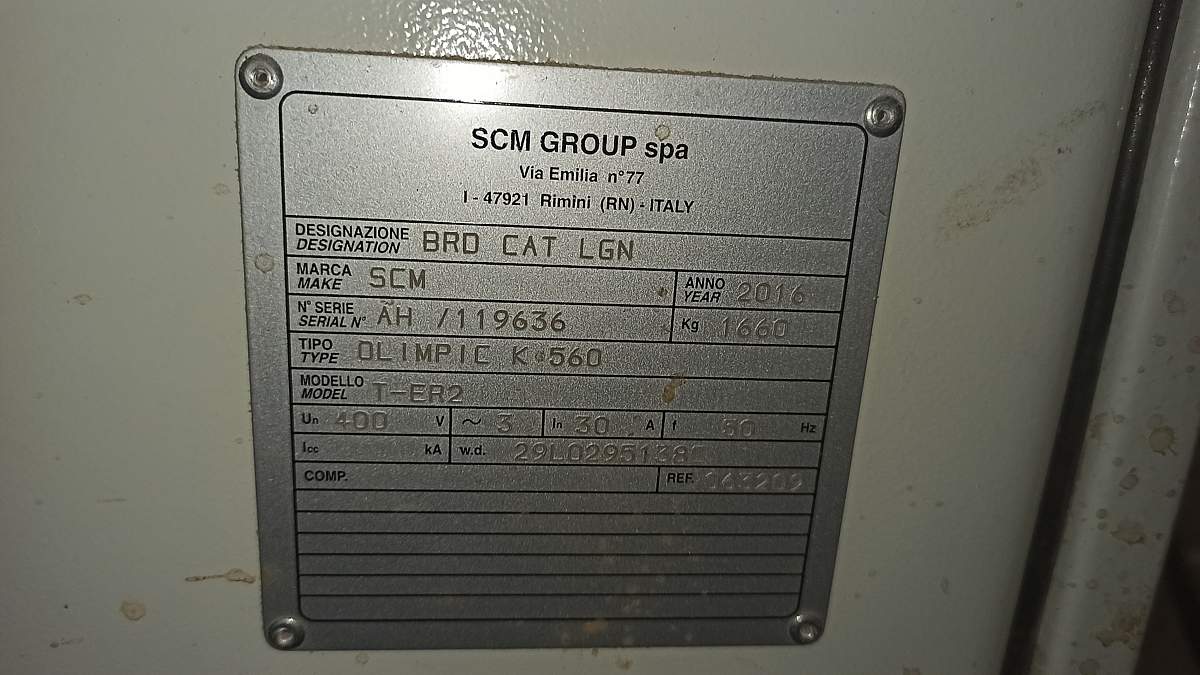 SCM GROUP spa
Via Emilia n°77
I - 47921 Rimini (RN) - ITALY
DESIGNAZIONE
DESIGNATION BRD CAT LGN
MARCA
MAKE SCM
ANNO
YEAR 2016
N° SERIE
SERIAL N° AH /119636
Kg 1660
TIPO
TYPE OLIMPIC K 560
MODELLO
MODEL T-ER2
Un 400 V ~ 3 In 30 A f 50 Hz
Icc kA w.d.
COMP. REF. 063209